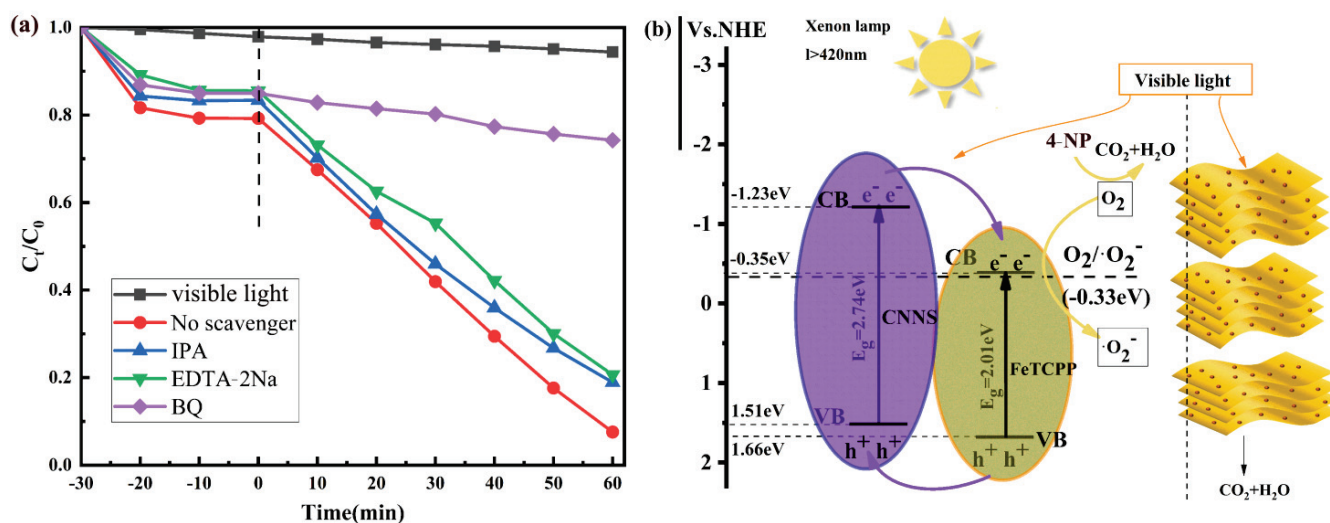 (a)
1.0
0.8
0.6
0.4
0.2
0.0
Cₜ/C₀
visible light
No scavenger
IPA
EDTA-2Na
BQ
-30 -20 -10 0 10 20 30 40 50 60
Time(min)
(b)
Vs.NHE
Xenon lamp
l>420nm
-3
-2
-1
0
1
2
Visible light
4-NP
CO₂+H₂O
O₂
-1.23eV
CB
e⁻ e⁻
-0.35eV
CB
e⁻ e⁻
O₂/·O₂⁻
(-0.33eV)
CNNS
E_g=2.74eV
E_g=2.01eV
FeTCPP
·O₂⁻
1.51eV
VB
1.66eV
VB
h⁺ h⁺
h⁺ h⁺
CO₂+H₂O